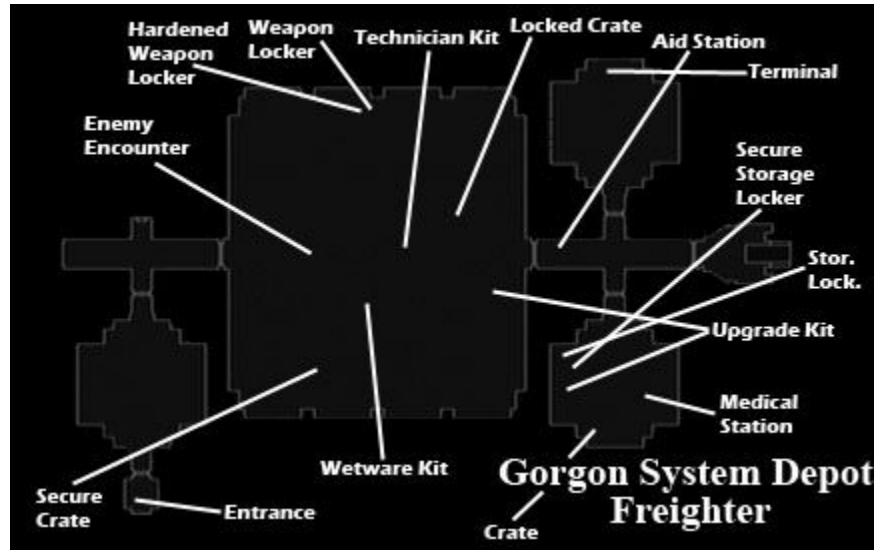 Hardened
Weapon
Locker
Weapon
Locker
Technician Kit
Locked Crate
Aid Station
Terminal
Enemy
Encounter
Secure
Storage
Locker
Stor.
Lock.
Upgrade Kit
Medical
Station
Wetware Kit
Secure
Crate
Entrance
Crate
Gorgon System Depot
Freighter